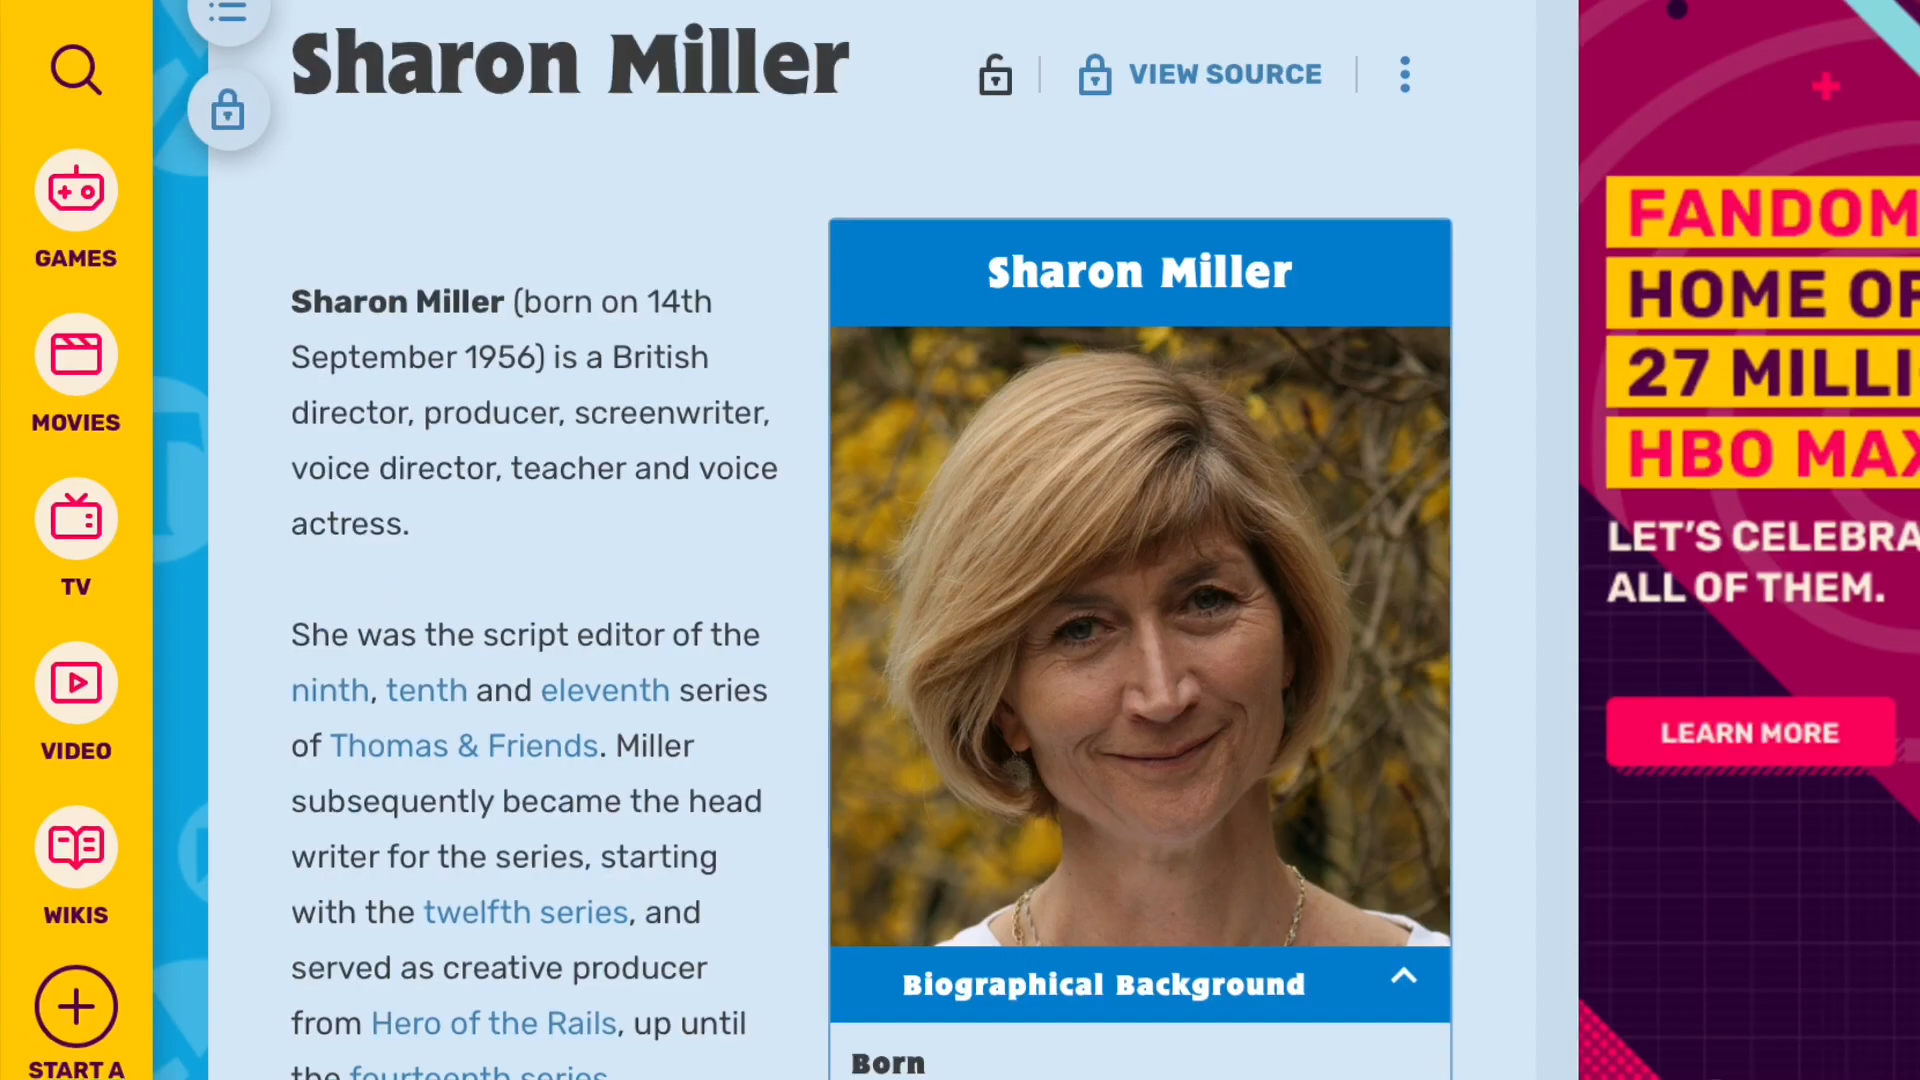 Sharon Miller
VIEW SOURCE
GAMES
MOVIES
TV
VIDEO
WIKIS
START A
Sharon Miller (born on 14th
September 1956) is a British
director, producer, screenwriter,
voice director, teacher and voice
actress.
She was the script editor of the
ninth, tenth and eleventh series
of Thomas & Friends. Miller
subsequently became the head
writer for the series, starting
with the twelfth series, and
served as creative producer
from Hero of the Rails, up until
the fourteenth series.
Sharon Miller
Biographical Background
Born
FANDOM
HOME OF
27 MILLI
HBO MAX
LET'S CELEBRA
ALL OF THEM.
LEARN MORE